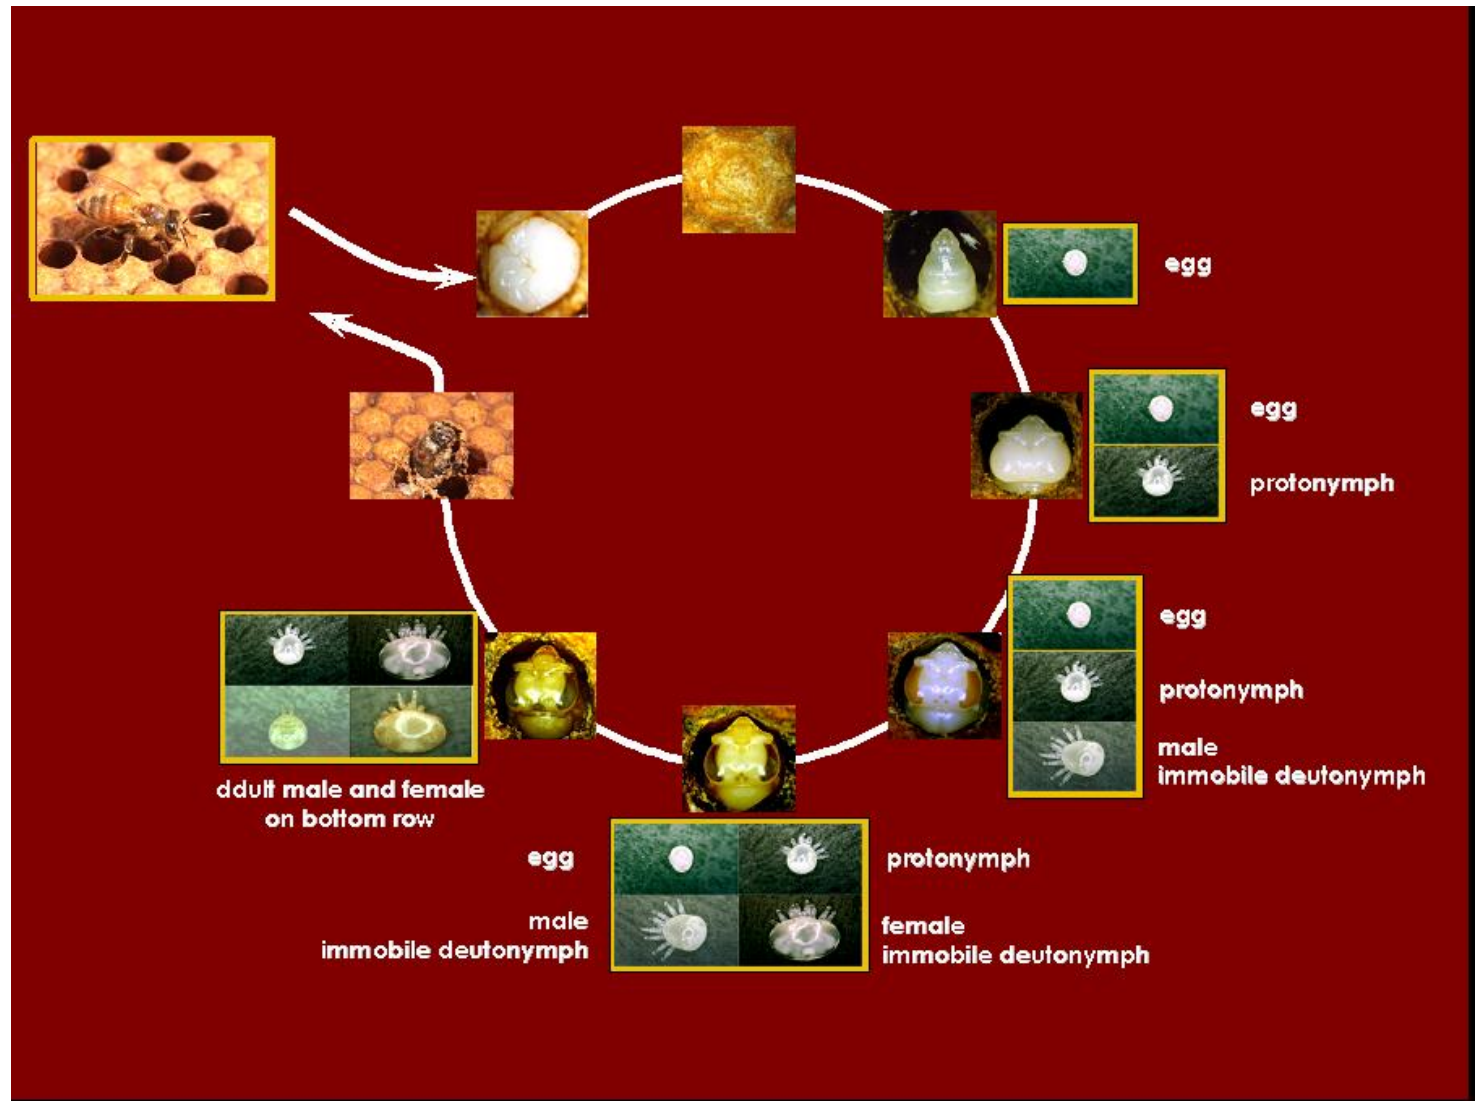 egg
egg
protonymph
egg
protonymph
male
immobile deutonymph
ddult male and female
on bottom row
egg
protonymph
male
immobile deutonymph
female
immobile deutonymph